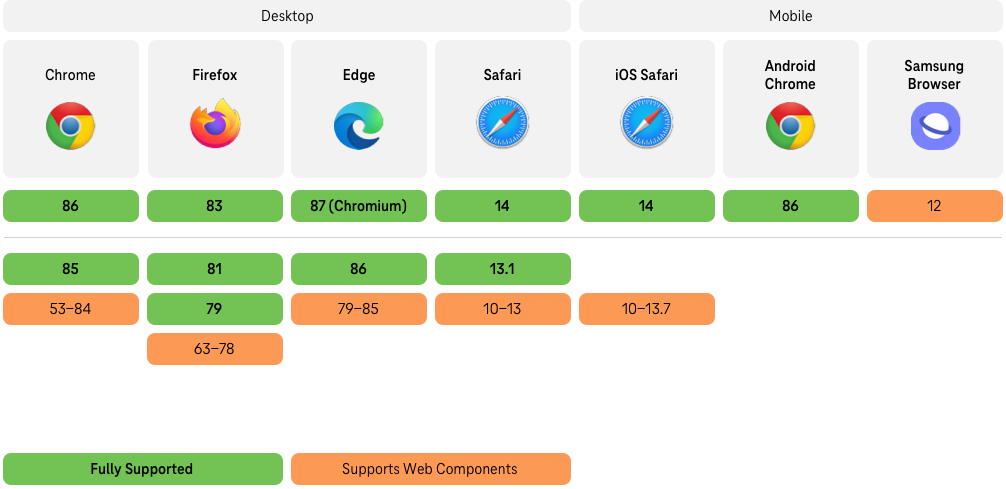 Desktop
Mobile
Chrome
Firefox
Edge
Safari
iOS Safari
Android
Chrome
Samsung
Browser
86
83
87 (Chromium)
14
14
86
12
85
81
86
13.1
53–84
79
79–85
10–13
10–13.7
63–78
Fully Supported
Supports Web Components